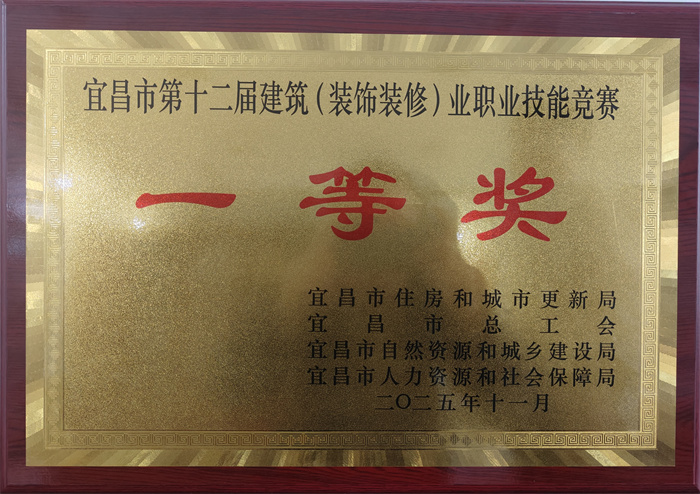 宜昌市第十二届建筑（装饰装修）业职业技能竞赛
一等奖
宜昌市住房和城市更新局
宜昌市总工会
宜昌市自然资源和城乡建设局
宜昌市人力资源和社会保障局
二〇二五年十一月